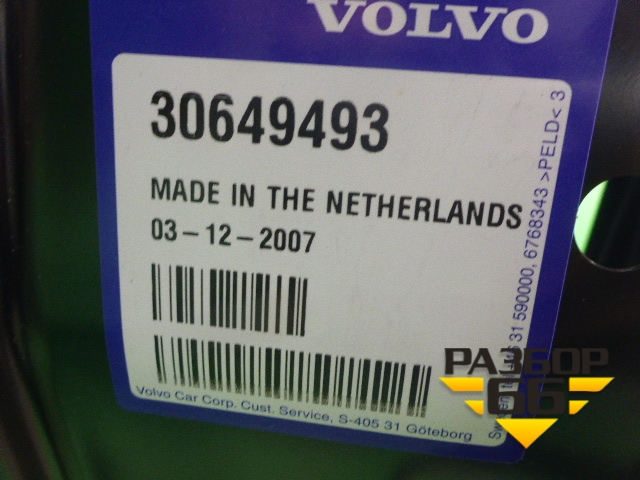 VOLVO
30649493
MADE IN THE NETHERLANDS
03-12-2007
Volvo Car Corp. Cust. Service, S-405 31 Göteborg
31 590000, 6768343 >PELD< 3
РАЗБОР
66